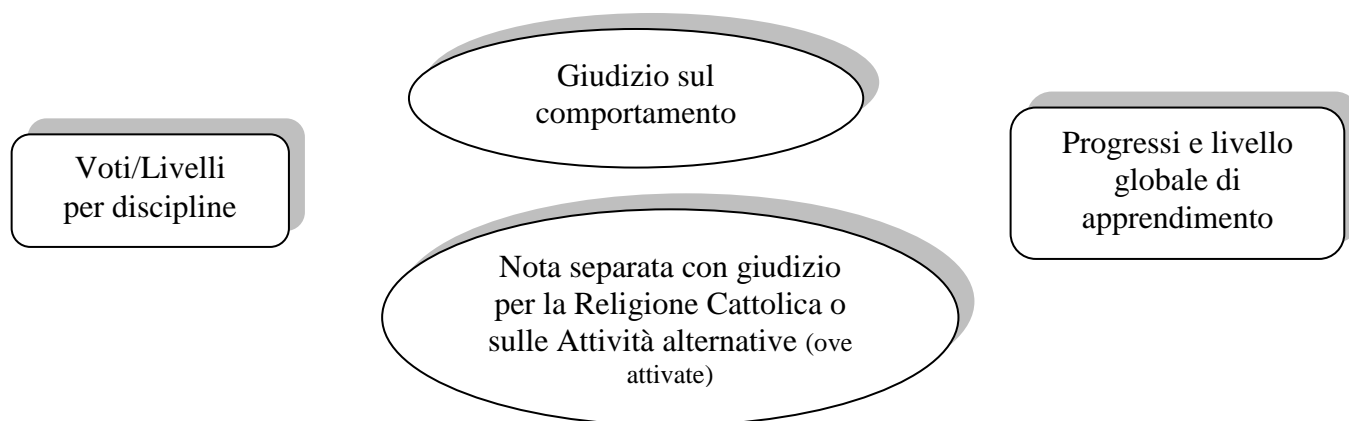 Giudizio sul
comportamento
Voti/Livelli
per discipline
Progressi e livello
globale di
apprendimento
Nota separata con giudizio
per la Religione Cattolica o
sulle Attività alternative (ove
attivate)